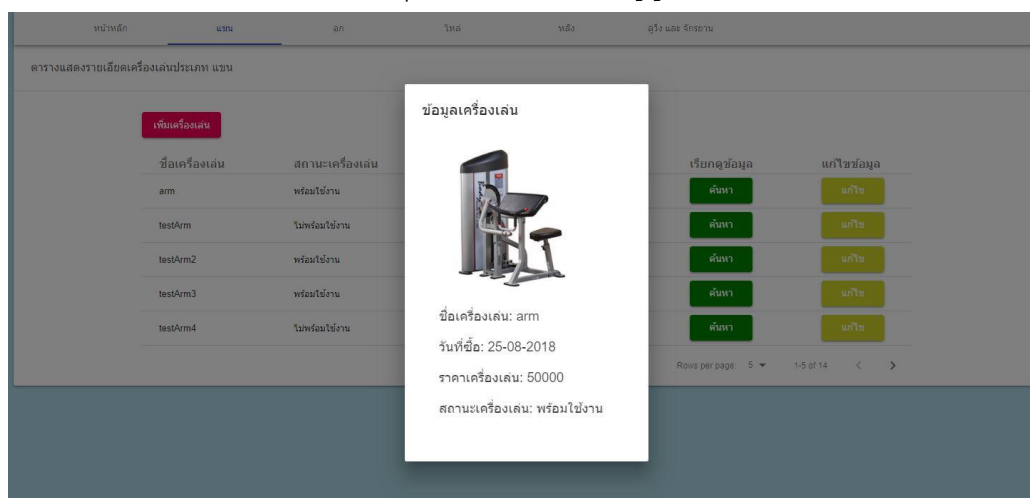 หน้าหลัก แขน อก ไหล่ หลัง ลู่วิ่ง และ จักรยาน
ตารางแสดงรายเอียดเครื่องเล่นประเภท แขน
เพิ่มเครื่องเล่น
ชื่อเครื่องเล่น สถานะเครื่องเล่น เรียกดูข้อมูล แก้ไขข้อมูล
arm พร้อมใช้งาน ค้นหา แก้ไข
testArm ไม่พร้อมใช้งาน ค้นหา แก้ไข
testArm2 พร้อมใช้งาน ค้นหา แก้ไข
testArm3 พร้อมใช้งาน ค้นหา แก้ไข
testArm4 ไม่พร้อมใช้งาน ค้นหา แก้ไข
Rows per page: 5 1-5 of 14
ข้อมูลเครื่องเล่น
ชื่อเครื่องเล่น: arm
วันที่ซื้อ: 25-08-2018
ราคาเครื่องเล่น: 50000
สถานะเครื่องเล่น: พร้อมใช้งาน